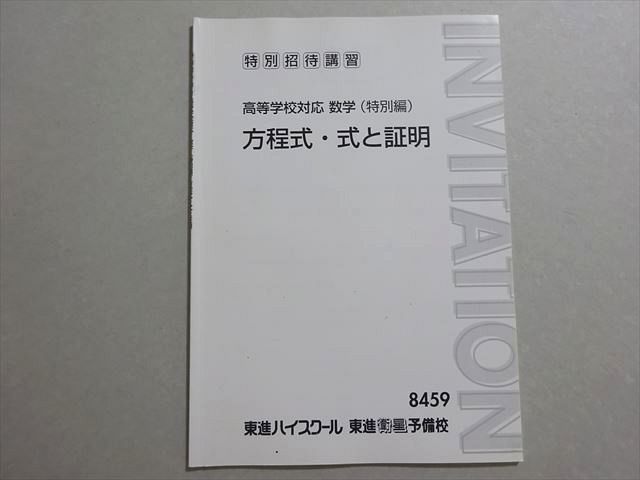 特別招待講習
高等学校対応 数学（特別編）
方程式・式と証明
INVITATION
8459
東進ハイスクール 東進衛星予備校